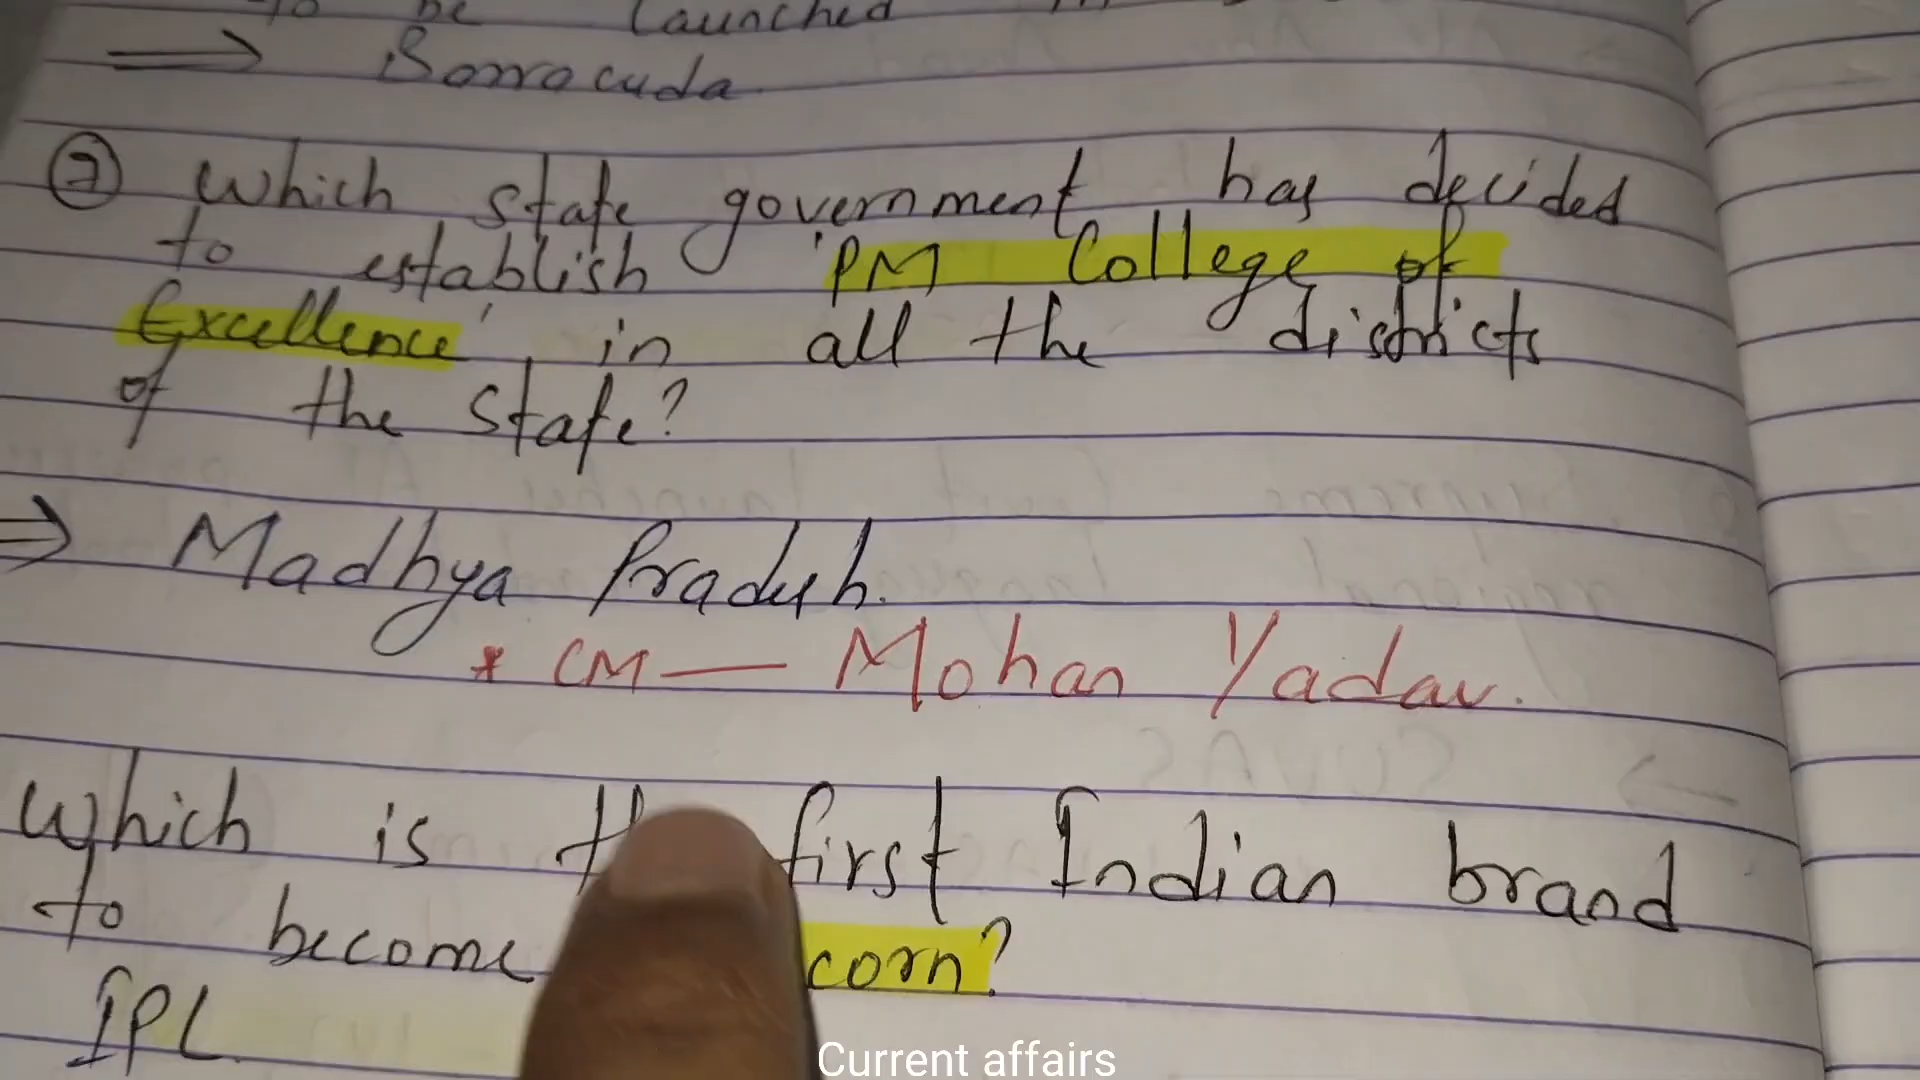 to be launched
⇒ Barracuda
⑦ Which state government has decided
to establish 'PM College of
Excellence' in all the districts
of the state?
⇒ Madhya Pradesh.
* CM — Mohan Yadav.
Which is the first Indian brand
to become corn?
IPL
Current affairs